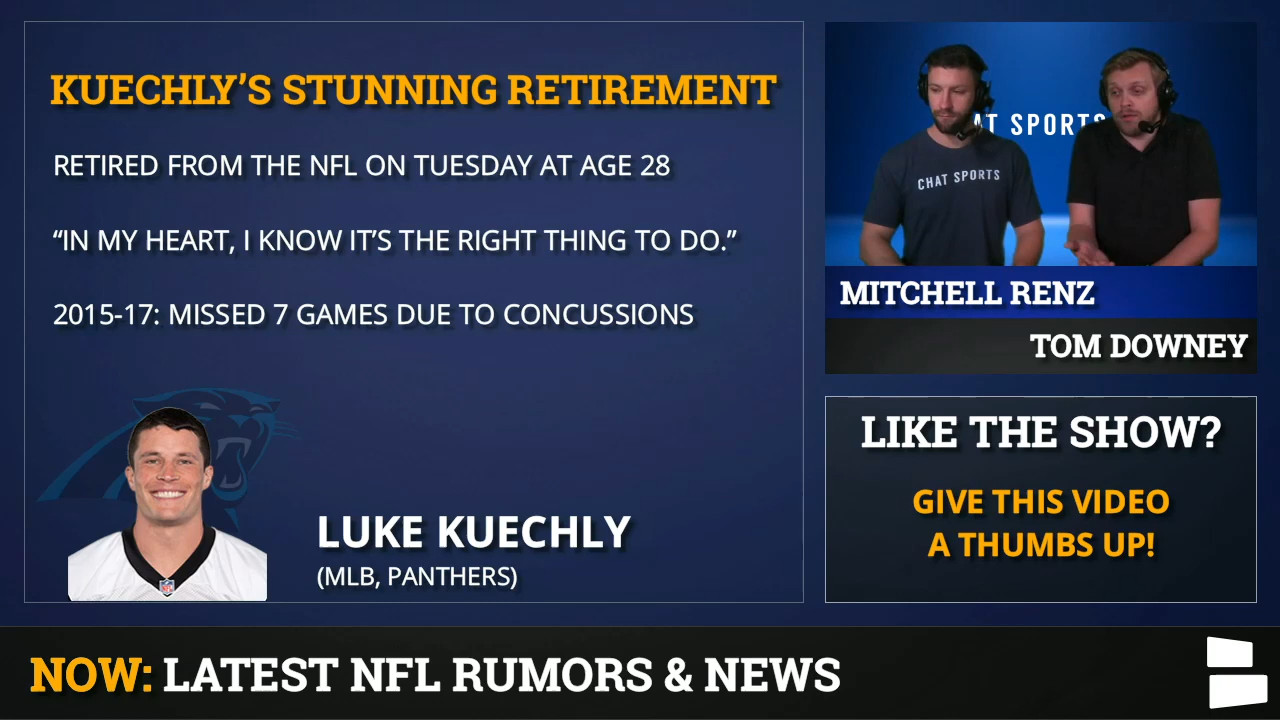 KUECHLY’S STUNNING RETIREMENT
RETIRED FROM THE NFL ON TUESDAY AT AGE 28
“IN MY HEART, I KNOW IT’S THE RIGHT THING TO DO.”
2015-17: MISSED 7 GAMES DUE TO CONCUSSIONS
LUKE KUECHLY
(MLB, PANTHERS)
AT SPORTS
CHAT SPORTS
MITCHELL RENZ
TOM DOWNEY
LIKE THE SHOW?
GIVE THIS VIDEO
A THUMBS UP!
NOW: LATEST NFL RUMORS & NEWS